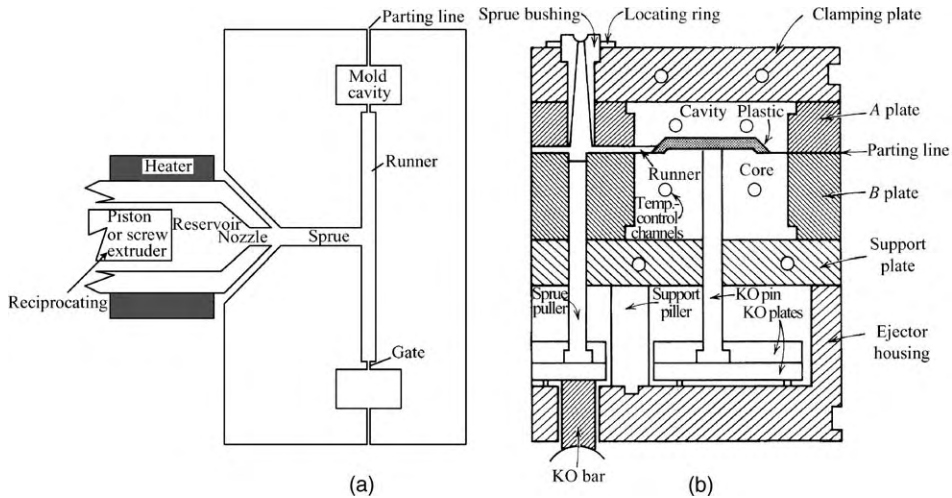 Parting line
Mold
cavity
Runner
Heater
Reservoir
Nozzle
Sprue
Piston
or screw
extruder
Reciprocating
Gate
(a)
Sprue bushing
Locating ring
Clamping plate
A plate
Cavity
Plastic
Parting line
Runner
Core
B plate
Temp.-
control
channels
Support
plate
Sprue
puller
Support
piller
KO pin
KO plates
Ejector
housing
KO bar
(b)